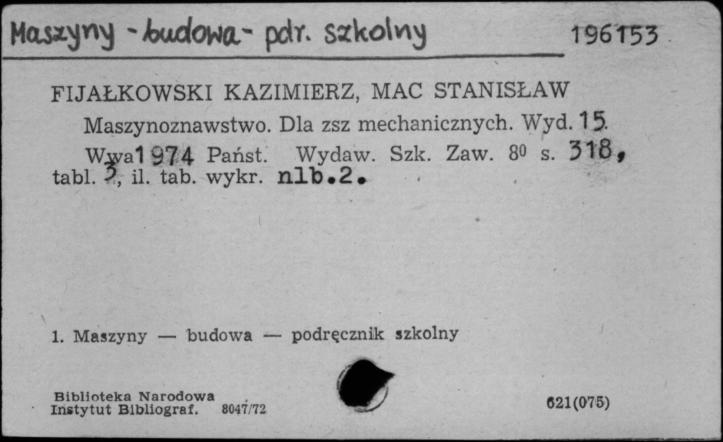 Maszyny - budowa - pdr. szkolny 196153
FIJAŁKOWSKI KAZIMIERZ, MAC STANISŁAW
Maszynoznawstwo. Dla zsz mechanicznych. Wyd. 15.
Wwa 1974 Państ. Wydaw. Szk. Zaw. 8⁰ s. 318,
tabl. 3, il. tab. wykr. nlb.2.
1. Maszyny — budowa — podręcznik szkolny
Biblioteka Narodowa
Instytut Bibliograf. 8047/72 621(075)